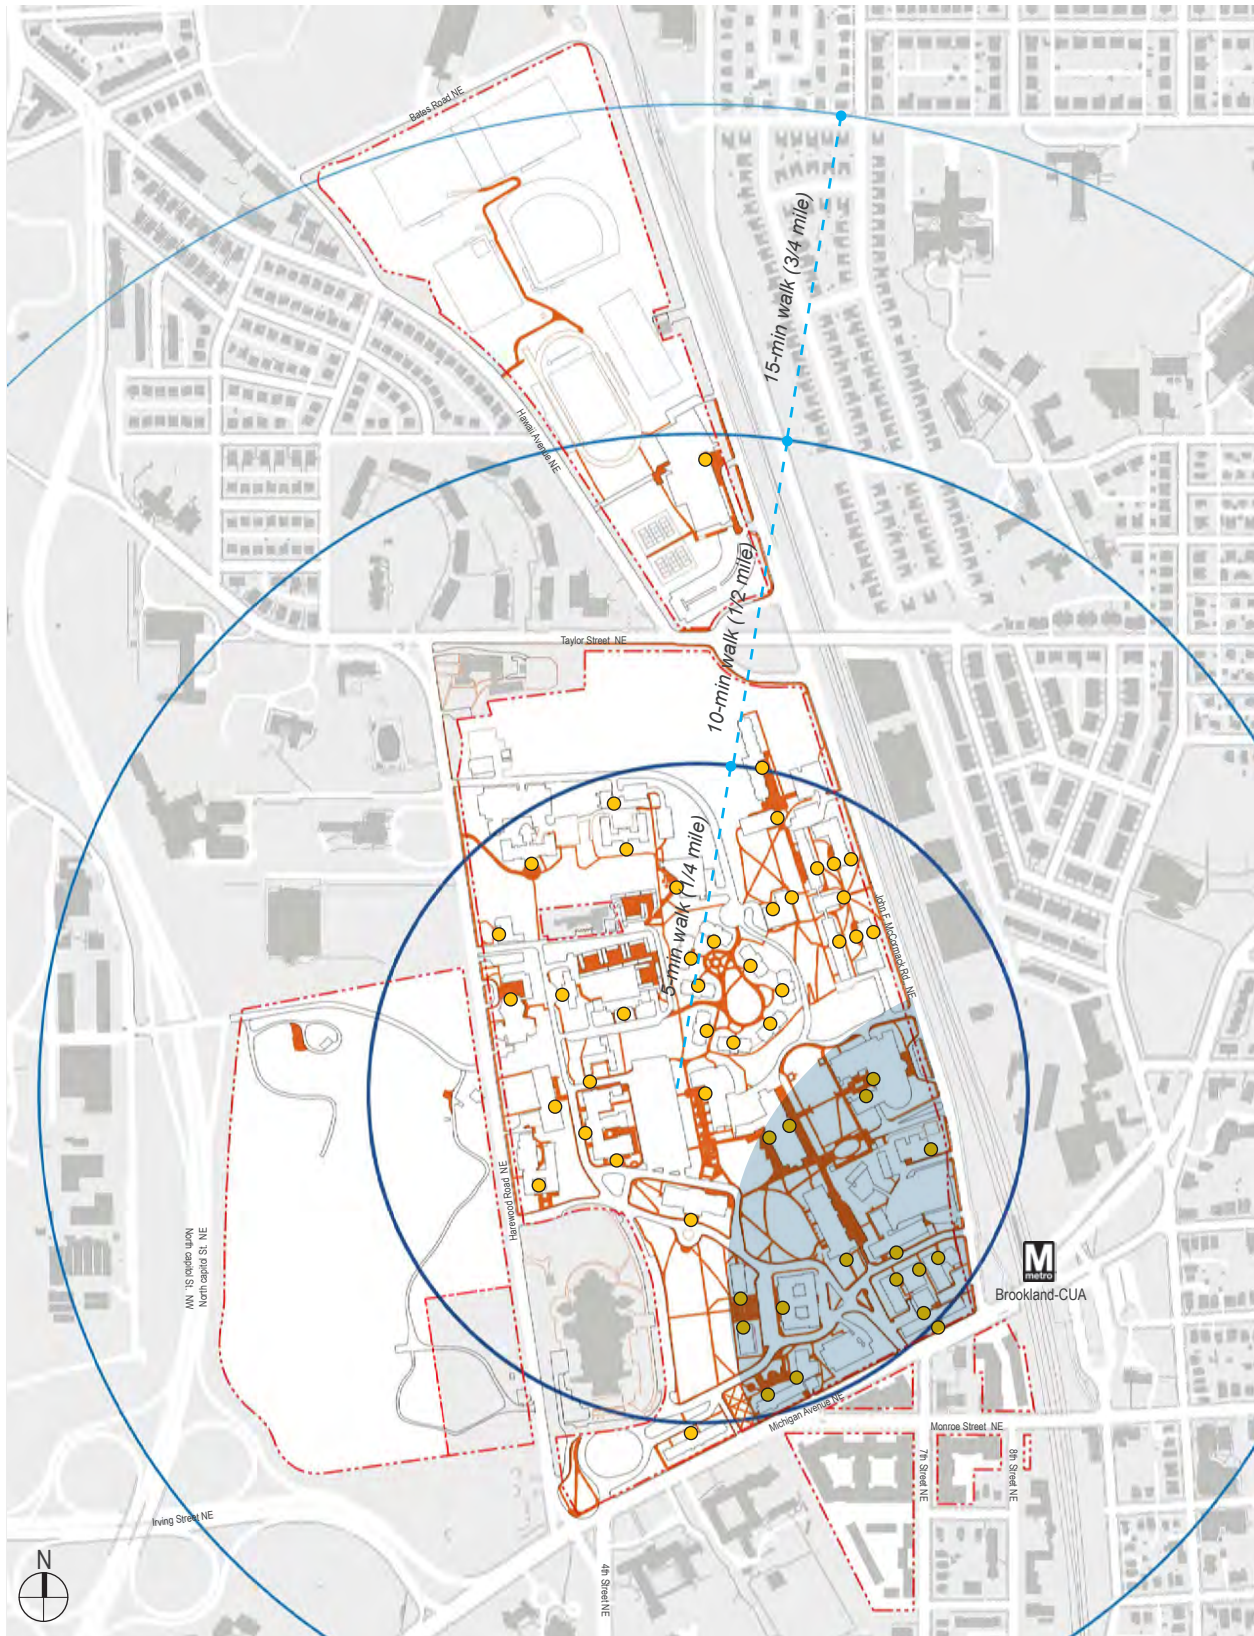 Bates Road NE
15-min walk (3/4 mile)
Hawaii Avenue NE
10-min walk (1/2 mile)
Taylor Street NE
5-min walk (1/4 mile)
John F. McCormack Rd. NE
Harewood Road NE
North capitol St. NW
North capitol St. NE
M
metro
Brookland-CUA
Michigan Avenue NE
Monroe Street NE
7th Street NE
8th Street NE
Irving Street NE
4th Street NE
N